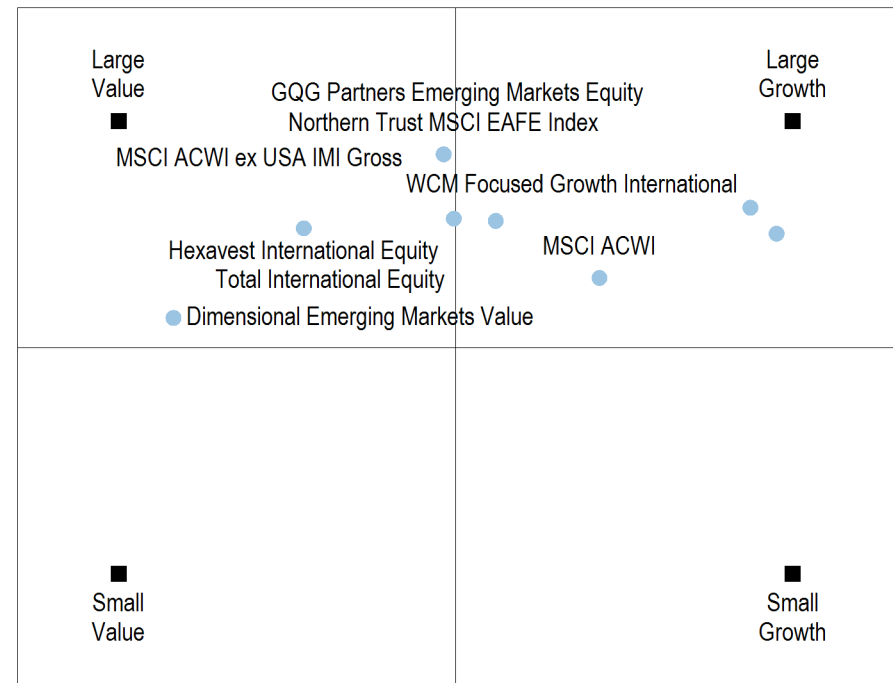 Large
Value
Large
Growth
GQG Partners Emerging Markets Equity
Northern Trust MSCI EAFE Index
MSCI ACWI ex USA IMI Gross
WCM Focused Growth International
Hexavest International Equity
MSCI ACWI
Total International Equity
Dimensional Emerging Markets Value
Small
Value
Small
Growth